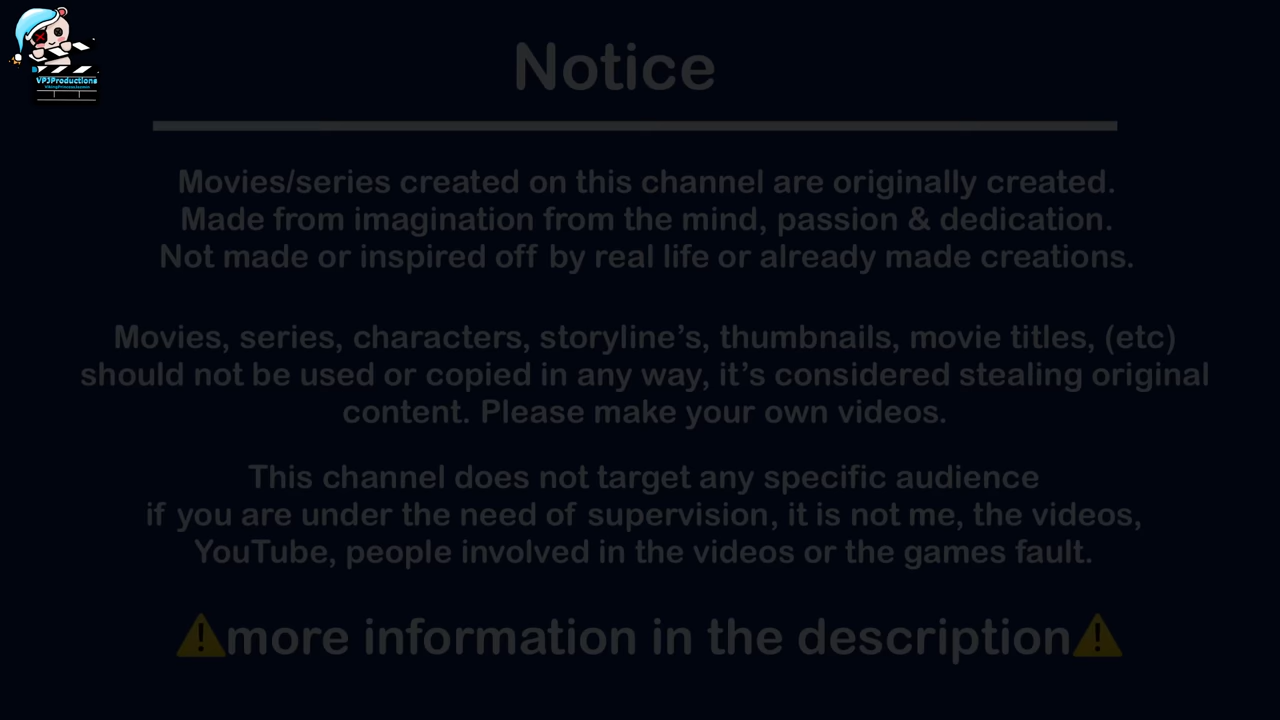 VPJProductions
VikingPrincessJazmin
Notice
Movies/series created on this channel are originally created.
Made from imagination from the mind, passion & dedication.
Not made or inspired off by real life or already made creations.
Movies, series, characters, storyline’s, thumbnails, movie titles, (etc)
should not be used or copied in any way, it’s considered stealing original
content. Please make your own videos.
This channel does not target any specific audience
if you are under the need of supervision, it is not me, the videos,
YouTube, people involved in the videos or the games fault.
⚠️more information in the description⚠️